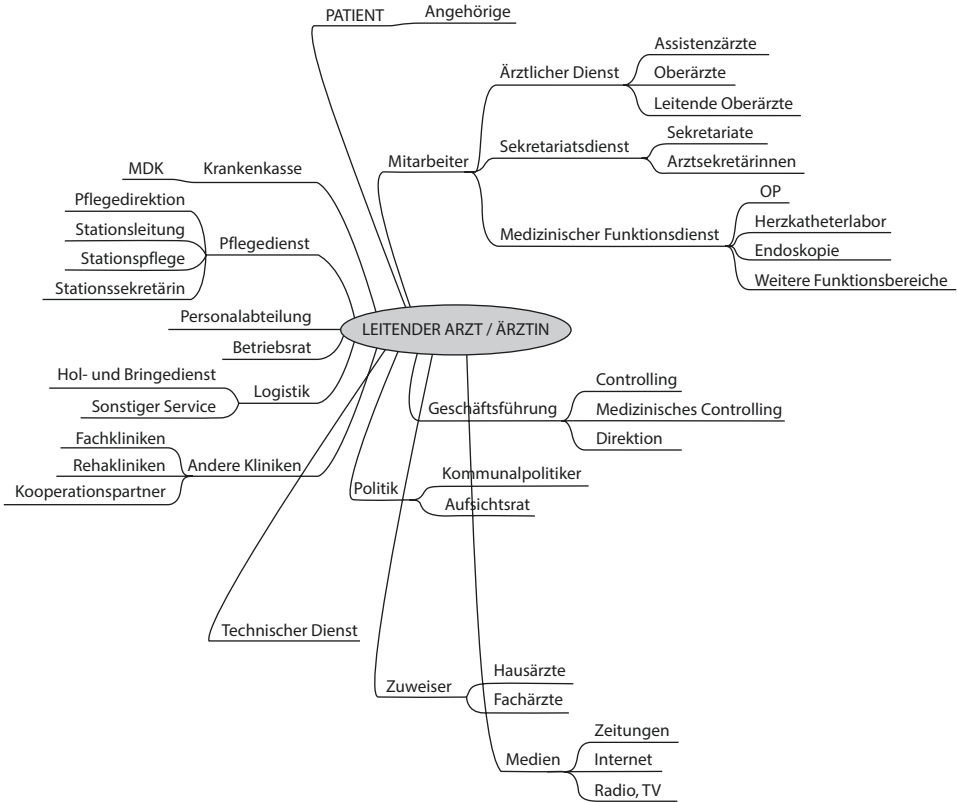 PATIENT
Angehörige
Mitarbeiter
Ärztlicher Dienst
Assistenzärzte
Oberärzte
Leitende Oberärzte
Sekretariatsdienst
Sekretariate
Arztsekretärinnen
Medizinischer Funktionsdienst
OP
Herzkatheterlabor
Endoskopie
Weitere Funktionsbereiche
MDK
Krankenkasse
Pflegedirektion
Stationsleitung
Stationspflege
Stationssekretärin
Pflegedienst
LEITENDER ARZT / ÄRZTIN
Personalabteilung
Betriebsrat
Hol- und Bringedienst
Sonstiger Service
Logistik
Fachkliniken
Rehakliniken
Kooperationspartner
Andere Kliniken
Geschäftsführung
Controlling
Medizinisches Controlling
Direktion
Politik
Kommunalpolitiker
Aufsichtsrat
Technischer Dienst
Zuweiser
Hausärzte
Fachärzte
Medien
Zeitungen
Internet
Radio, TV